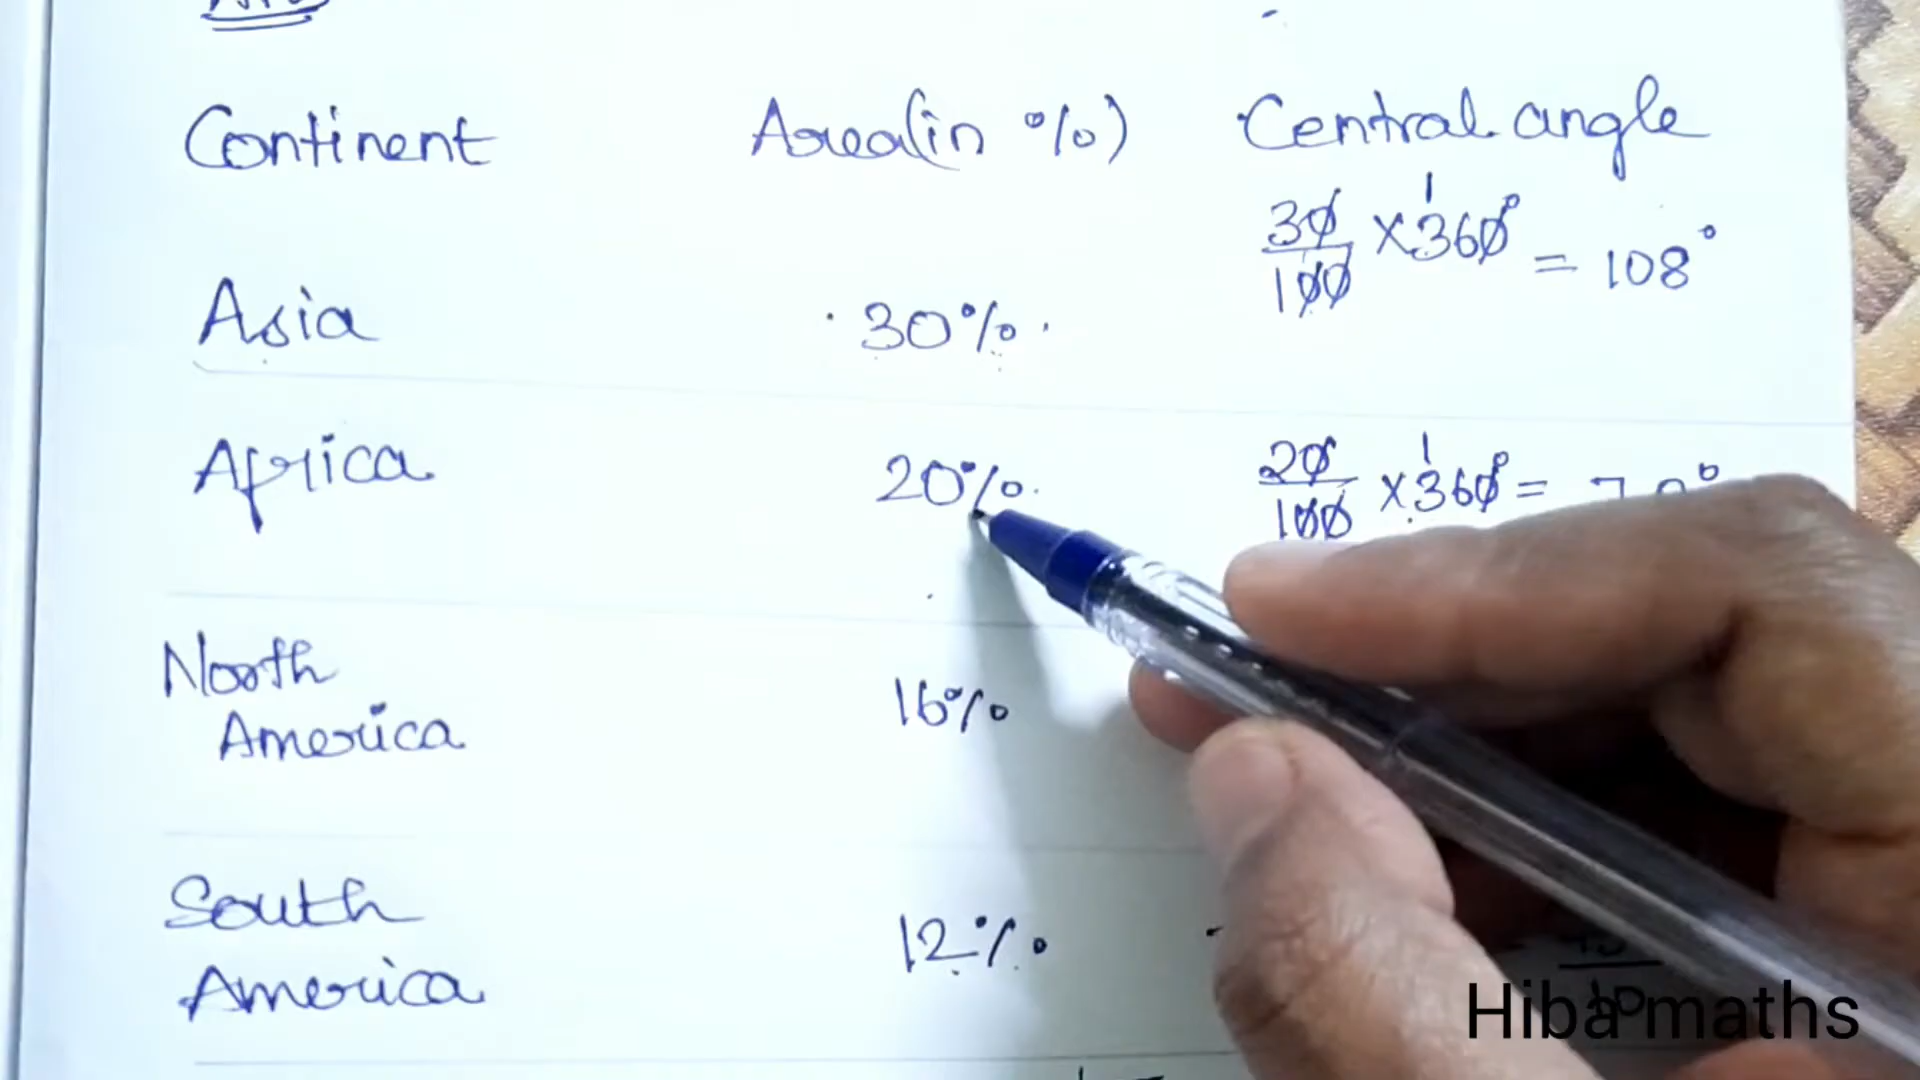 Continent Area(in %) Central angle
30/100 × 360° = 108°
Asia 30%
Africa 20% 20/100 × 360° =
North
America 16%
South
America 12%
Hiba maths